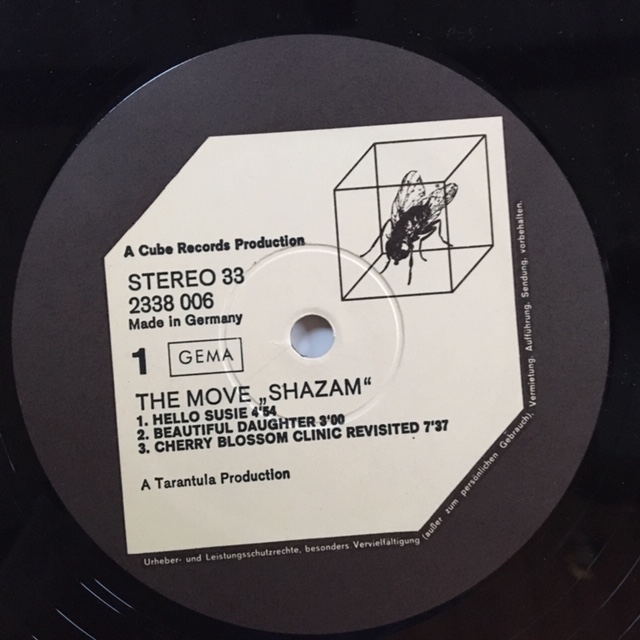 A Cube Records Production
STEREO 33
2338 006
Made in Germany
1 GEMA
THE MOVE „SHAZAM“
1. HELLO SUSIE 4'54
2. BEAUTIFUL DAUGHTER 3'00
3. CHERRY BLOSSOM CLINIC REVISITED 7'37
A Tarantula Production
Urheber- und Leistungsschutzrechte, besonders Vervielfältigung (außer zum persönlichen Gebrauch), Vermietung, Aufführung, Sendung, vorbehalten.